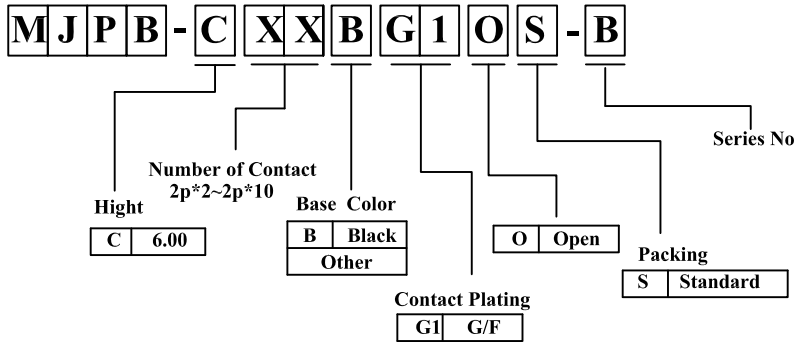 MJPB-CXXBG1OS-B
Series No
Number of Contact
2p*2~2p*10
Hight
C 6.00
Base Color
B Black
Other
O Open
Packing
S Standard
Contact Plating
G1 G/F